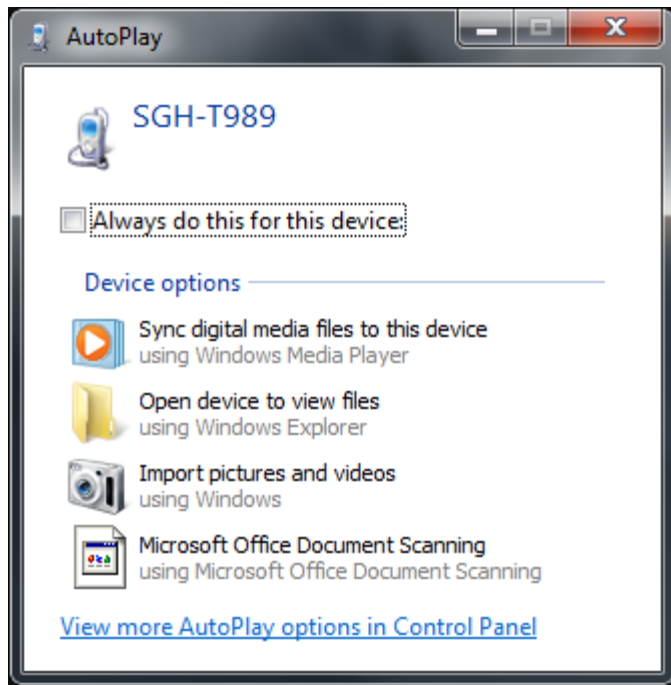 AutoPlay
SGH-T989
Always do this for this device:
Device options
Sync digital media files to this device
using Windows Media Player
Open device to view files
using Windows Explorer
Import pictures and videos
using Windows
Microsoft Office Document Scanning
using Microsoft Office Document Scanning
View more AutoPlay options in Control Panel